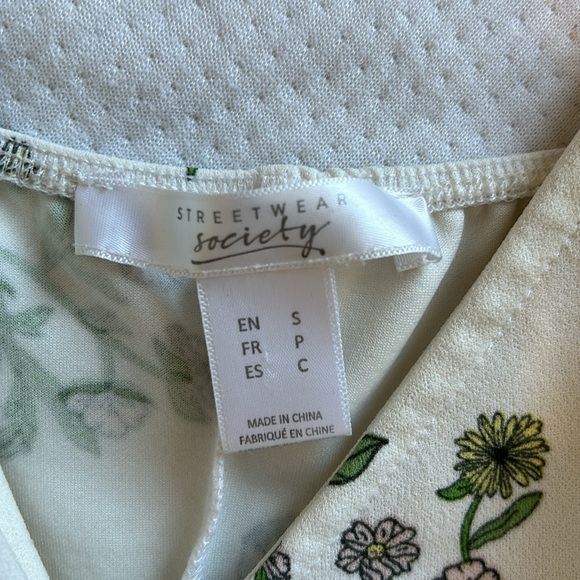 STREETWEAR
society
EN S
FR P
ES C
MADE IN CHINA
FABRIQUÉ EN CHINE